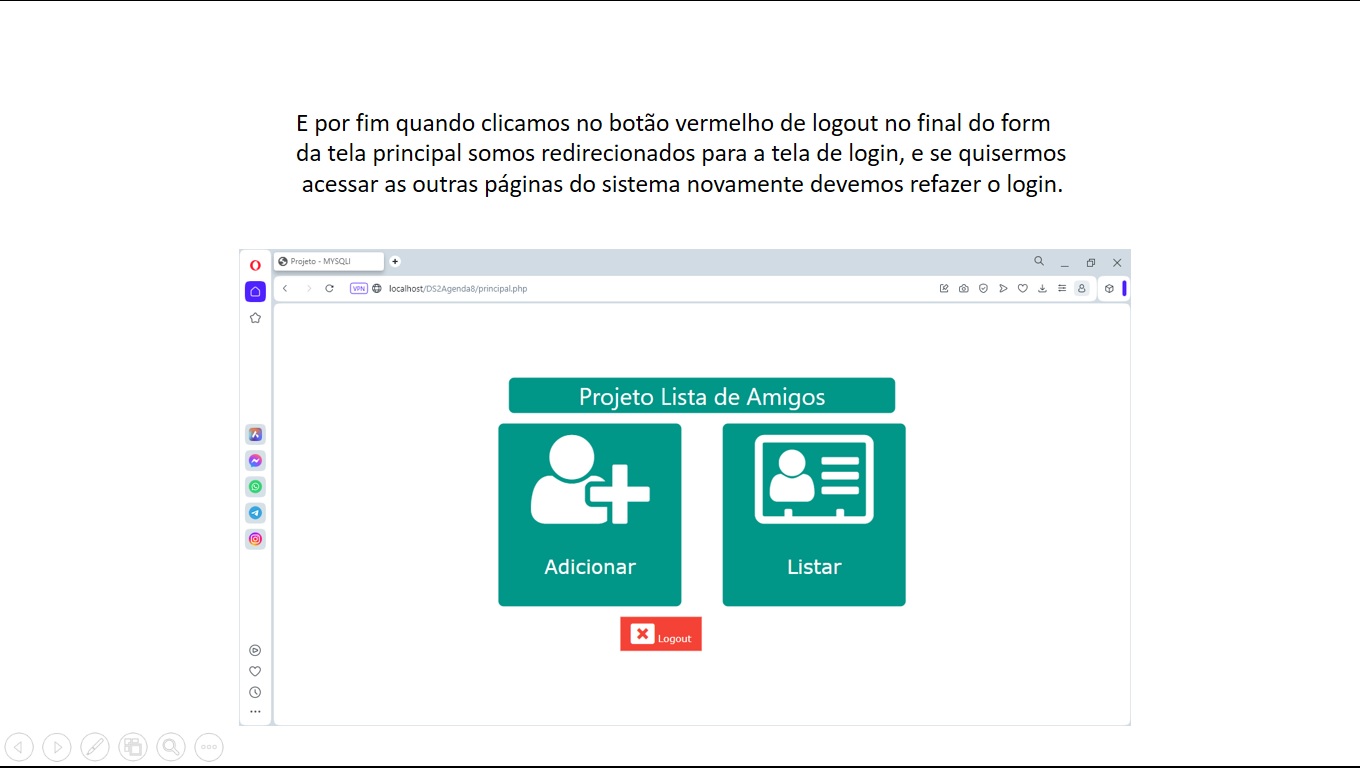 E por fim quando clicamos no botão vermelho de logout no final do form
da tela principal somos redirecionados para a tela de login, e se quisermos
acessar as outras páginas do sistema novamente devemos refazer o login.
Projeto - MYSQLI
VPN localhost/DS2Agenda8/principal.php
Projeto Lista de Amigos
Adicionar
Listar
Logout